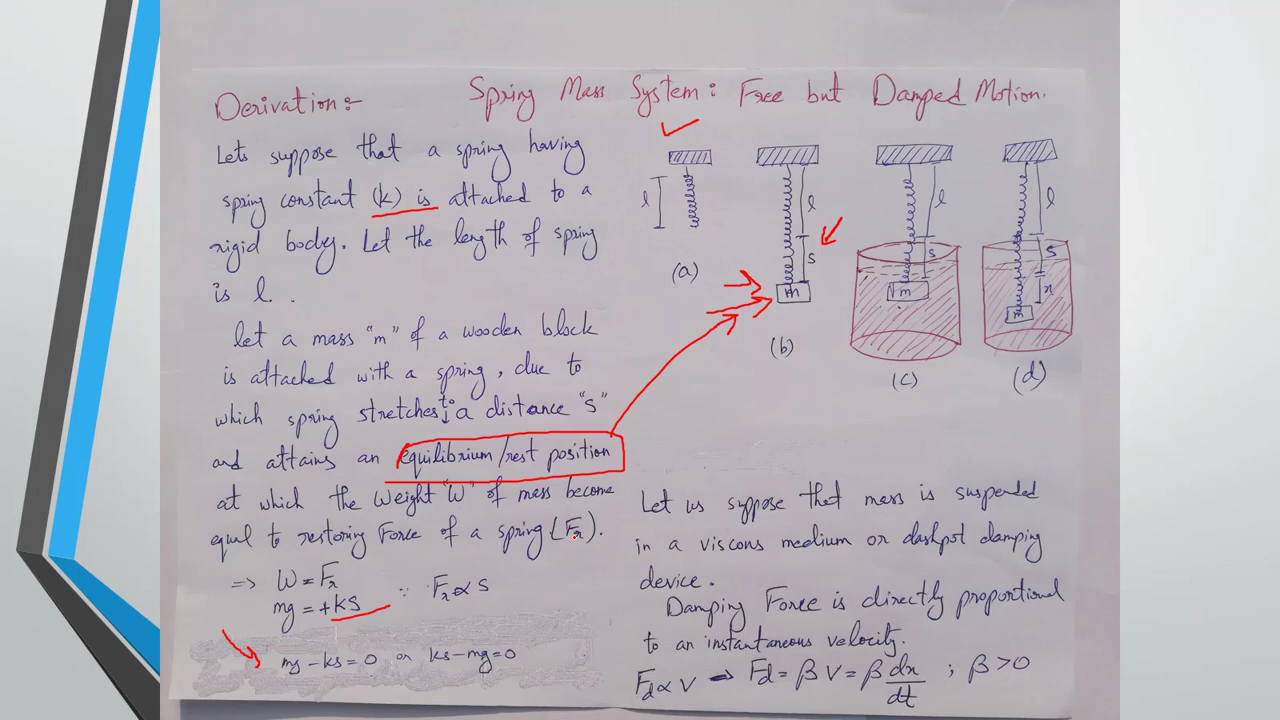 Derivation:-
Spring Mass System: Free but Damped Motion.
Lets suppose that a spring having
spring constant (k) is attached to a
rigid body. Let the length of spring
is l.
let a mass "m" of a wooden block
is attached with a spring, due to
which spring stretches to a distance "s"
and attains an equilibrium/rest position
at which the weight "W" of mass become
equl to restoring Force of a spring (Fr).
=> W = Fr
mg = +ks ∵ Fr ∝ s
mg - ks = 0 or ks - mg = 0
l
(a)
l
s
m
(b)
l
s
m
(c)
l
s
x
m
(d)
Let us suppose that mass is suspended
in a viscons medium or dashpot damping
device.
Damping Force is directly proportional
to an instantaneous velocity.
Fd ∝ v → Fd = β v = β dx/dt ; β > 0